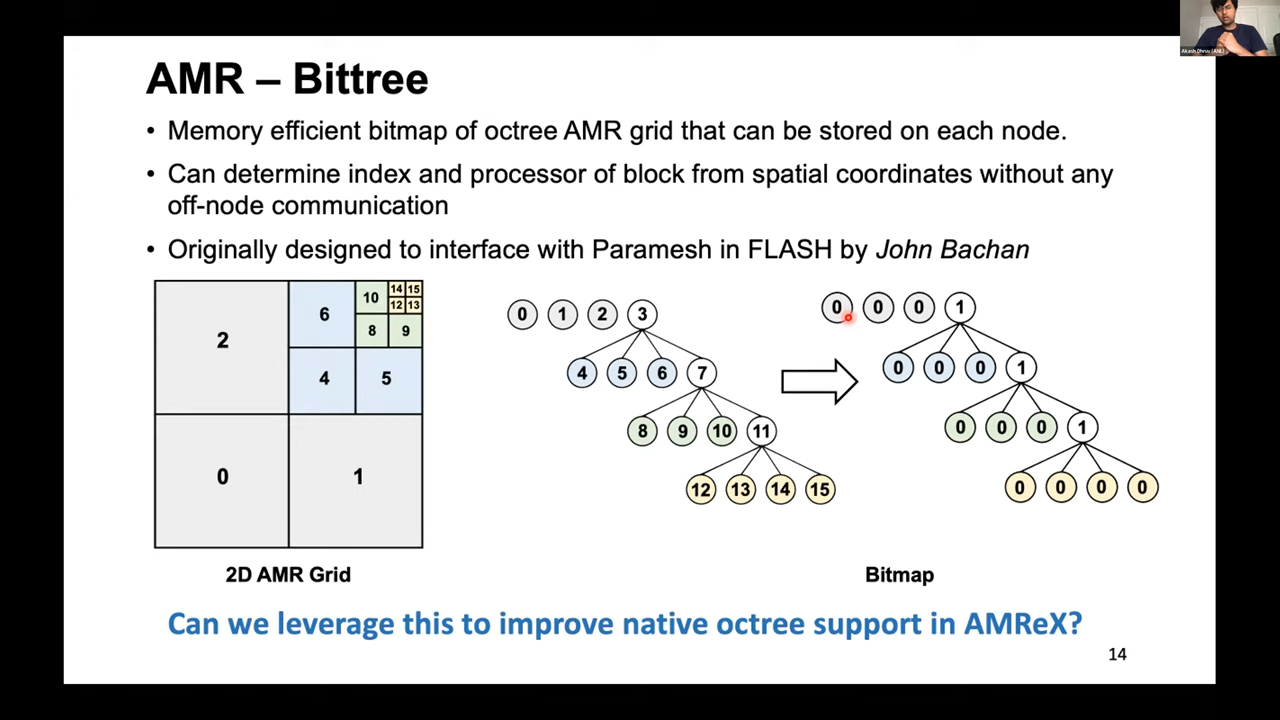 AMR – Bittree
• Memory efficient bitmap of octree AMR grid that can be stored on each node.
• Can determine index and processor of block from spatial coordinates without any
off-node communication
• Originally designed to interface with Paramesh in FLASH by John Bachan
2
6
10
14 15
12 13
8
9
4
5
0
1
2D AMR Grid
0 1 2 3
4 5 6 7
8 9 10 11
12 13 14 15
0 0 0 1
0 0 0 1
0 0 0 1
0 0 0 0
Bitmap
Can we leverage this to improve native octree support in AMReX?
14
Akash Dhruv (ANL)